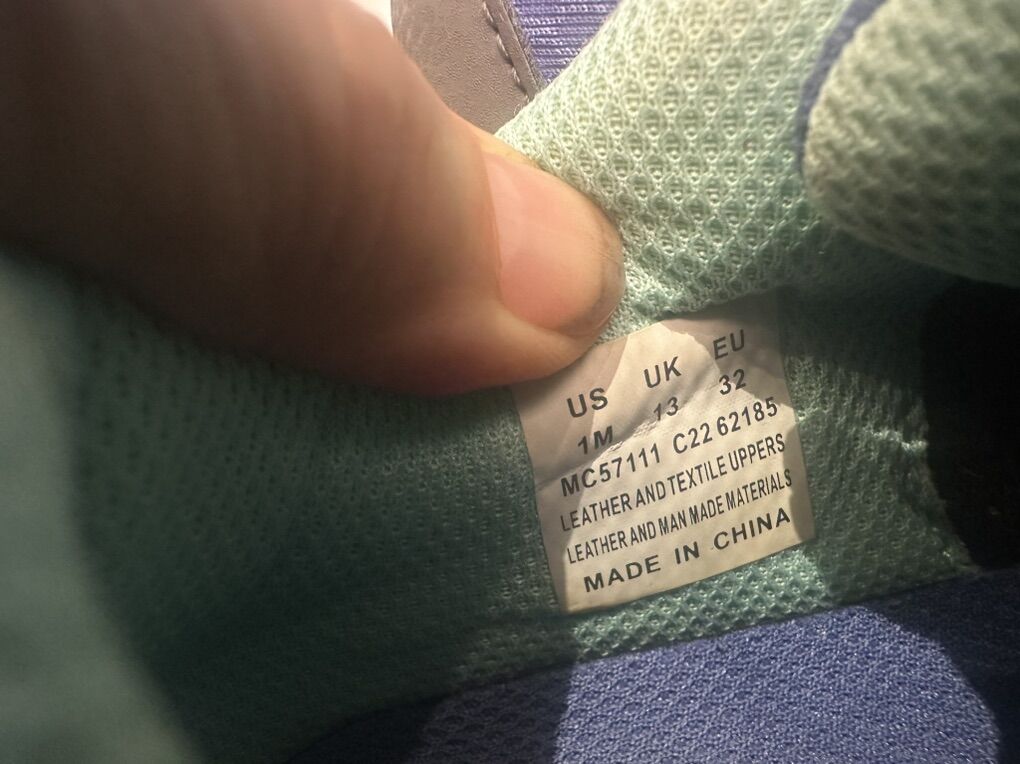 US UK EU
1M 13 32
MC57111 C22 62185
LEATHER AND TEXTILE UPPERS
LEATHER AND MAN MADE MATERIALS
MADE IN CHINA